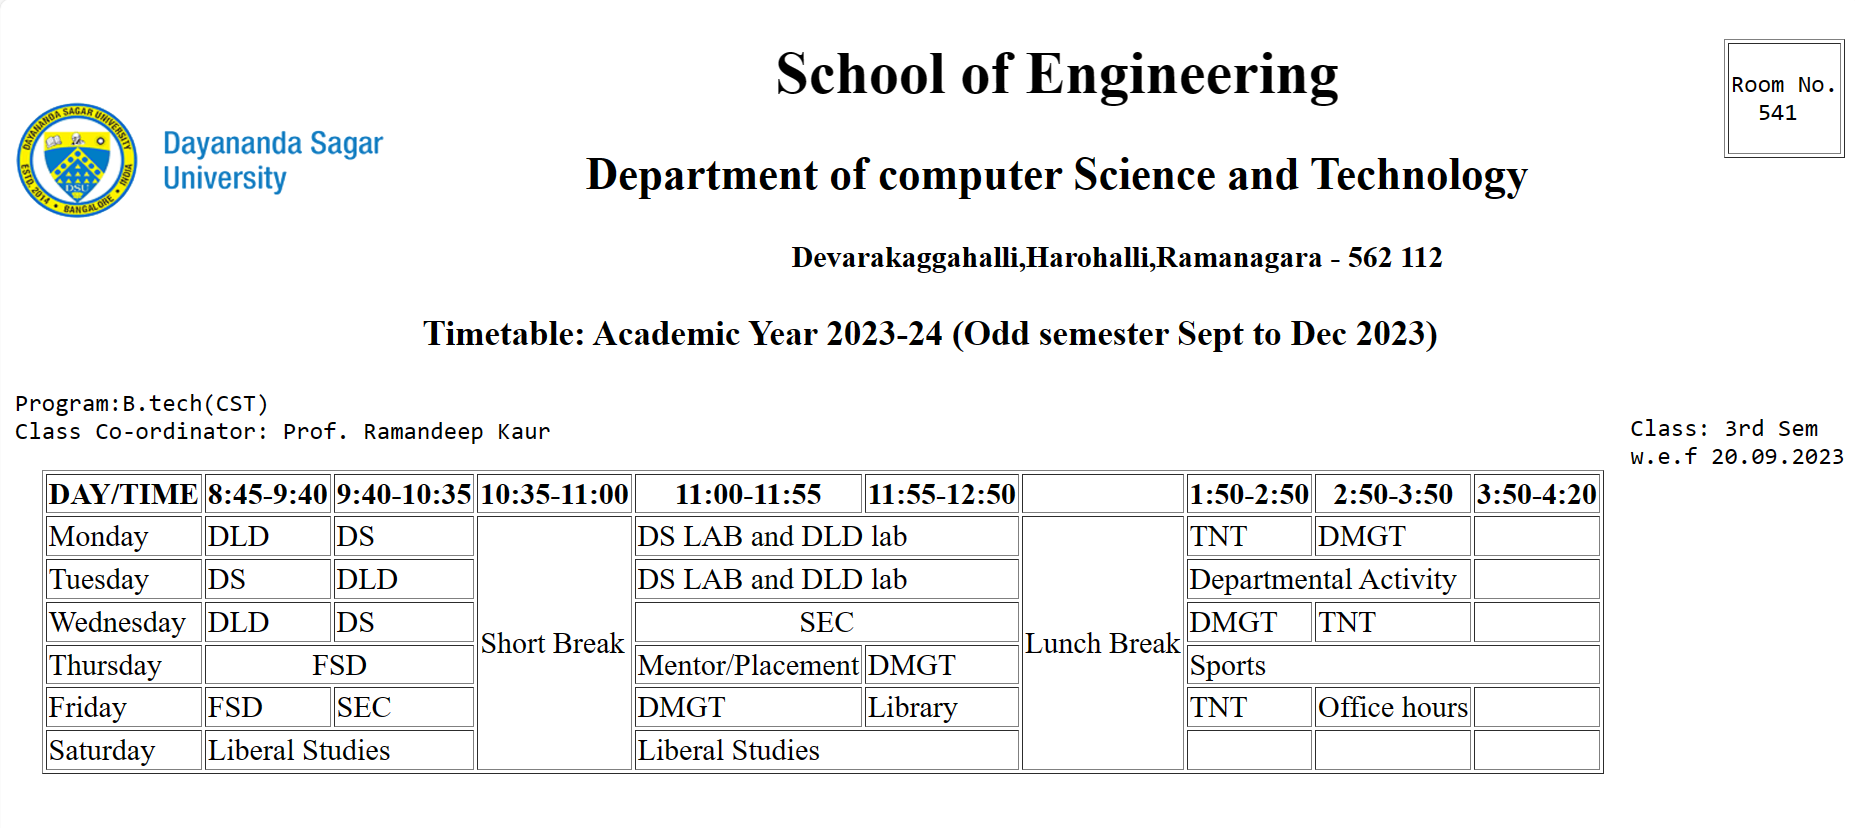 School of Engineering
Room No.
541
DAYANANDA SAGAR UNIVERSITY
ESTD. 2014 • BANGALORE • INDIA
DSU
Dayananda Sagar
University
Department of computer Science and Technology
Devarakaggahalli,Harohalli,Ramanagara - 562 112
Timetable: Academic Year 2023-24 (Odd semester Sept to Dec 2023)
Program:B.tech(CST)
Class Co-ordinator: Prof. Ramandeep Kaur
Class: 3rd Sem
w.e.f 20.09.2023
DAY/TIME 8:45-9:40 9:40-10:35 10:35-11:00 11:00-11:55 11:55-12:50 1:50-2:50 2:50-3:50 3:50-4:20
Monday DLD DS DS LAB and DLD lab TNT DMGT
Tuesday DS DLD DS LAB and DLD lab Departmental Activity
Wednesday DLD DS SEC DMGT TNT
Short Break Lunch Break
Thursday FSD Mentor/Placement DMGT Sports
Friday FSD SEC DMGT Library TNT Office hours
Saturday Liberal Studies Liberal Studies